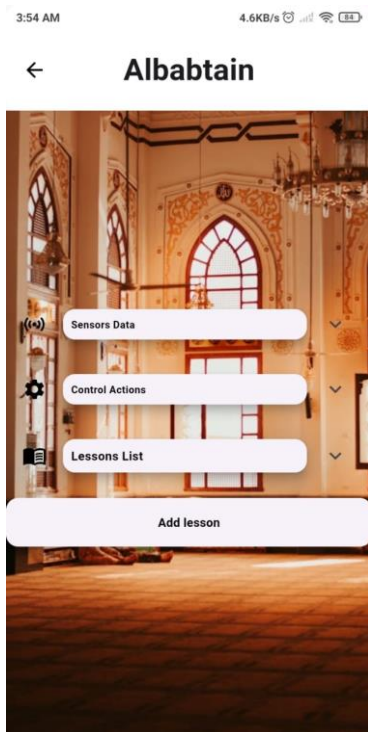 3:54 AM 4.6KB/s 84
Albabtain
Sensors Data
Control Actions
Lessons List
Add lesson